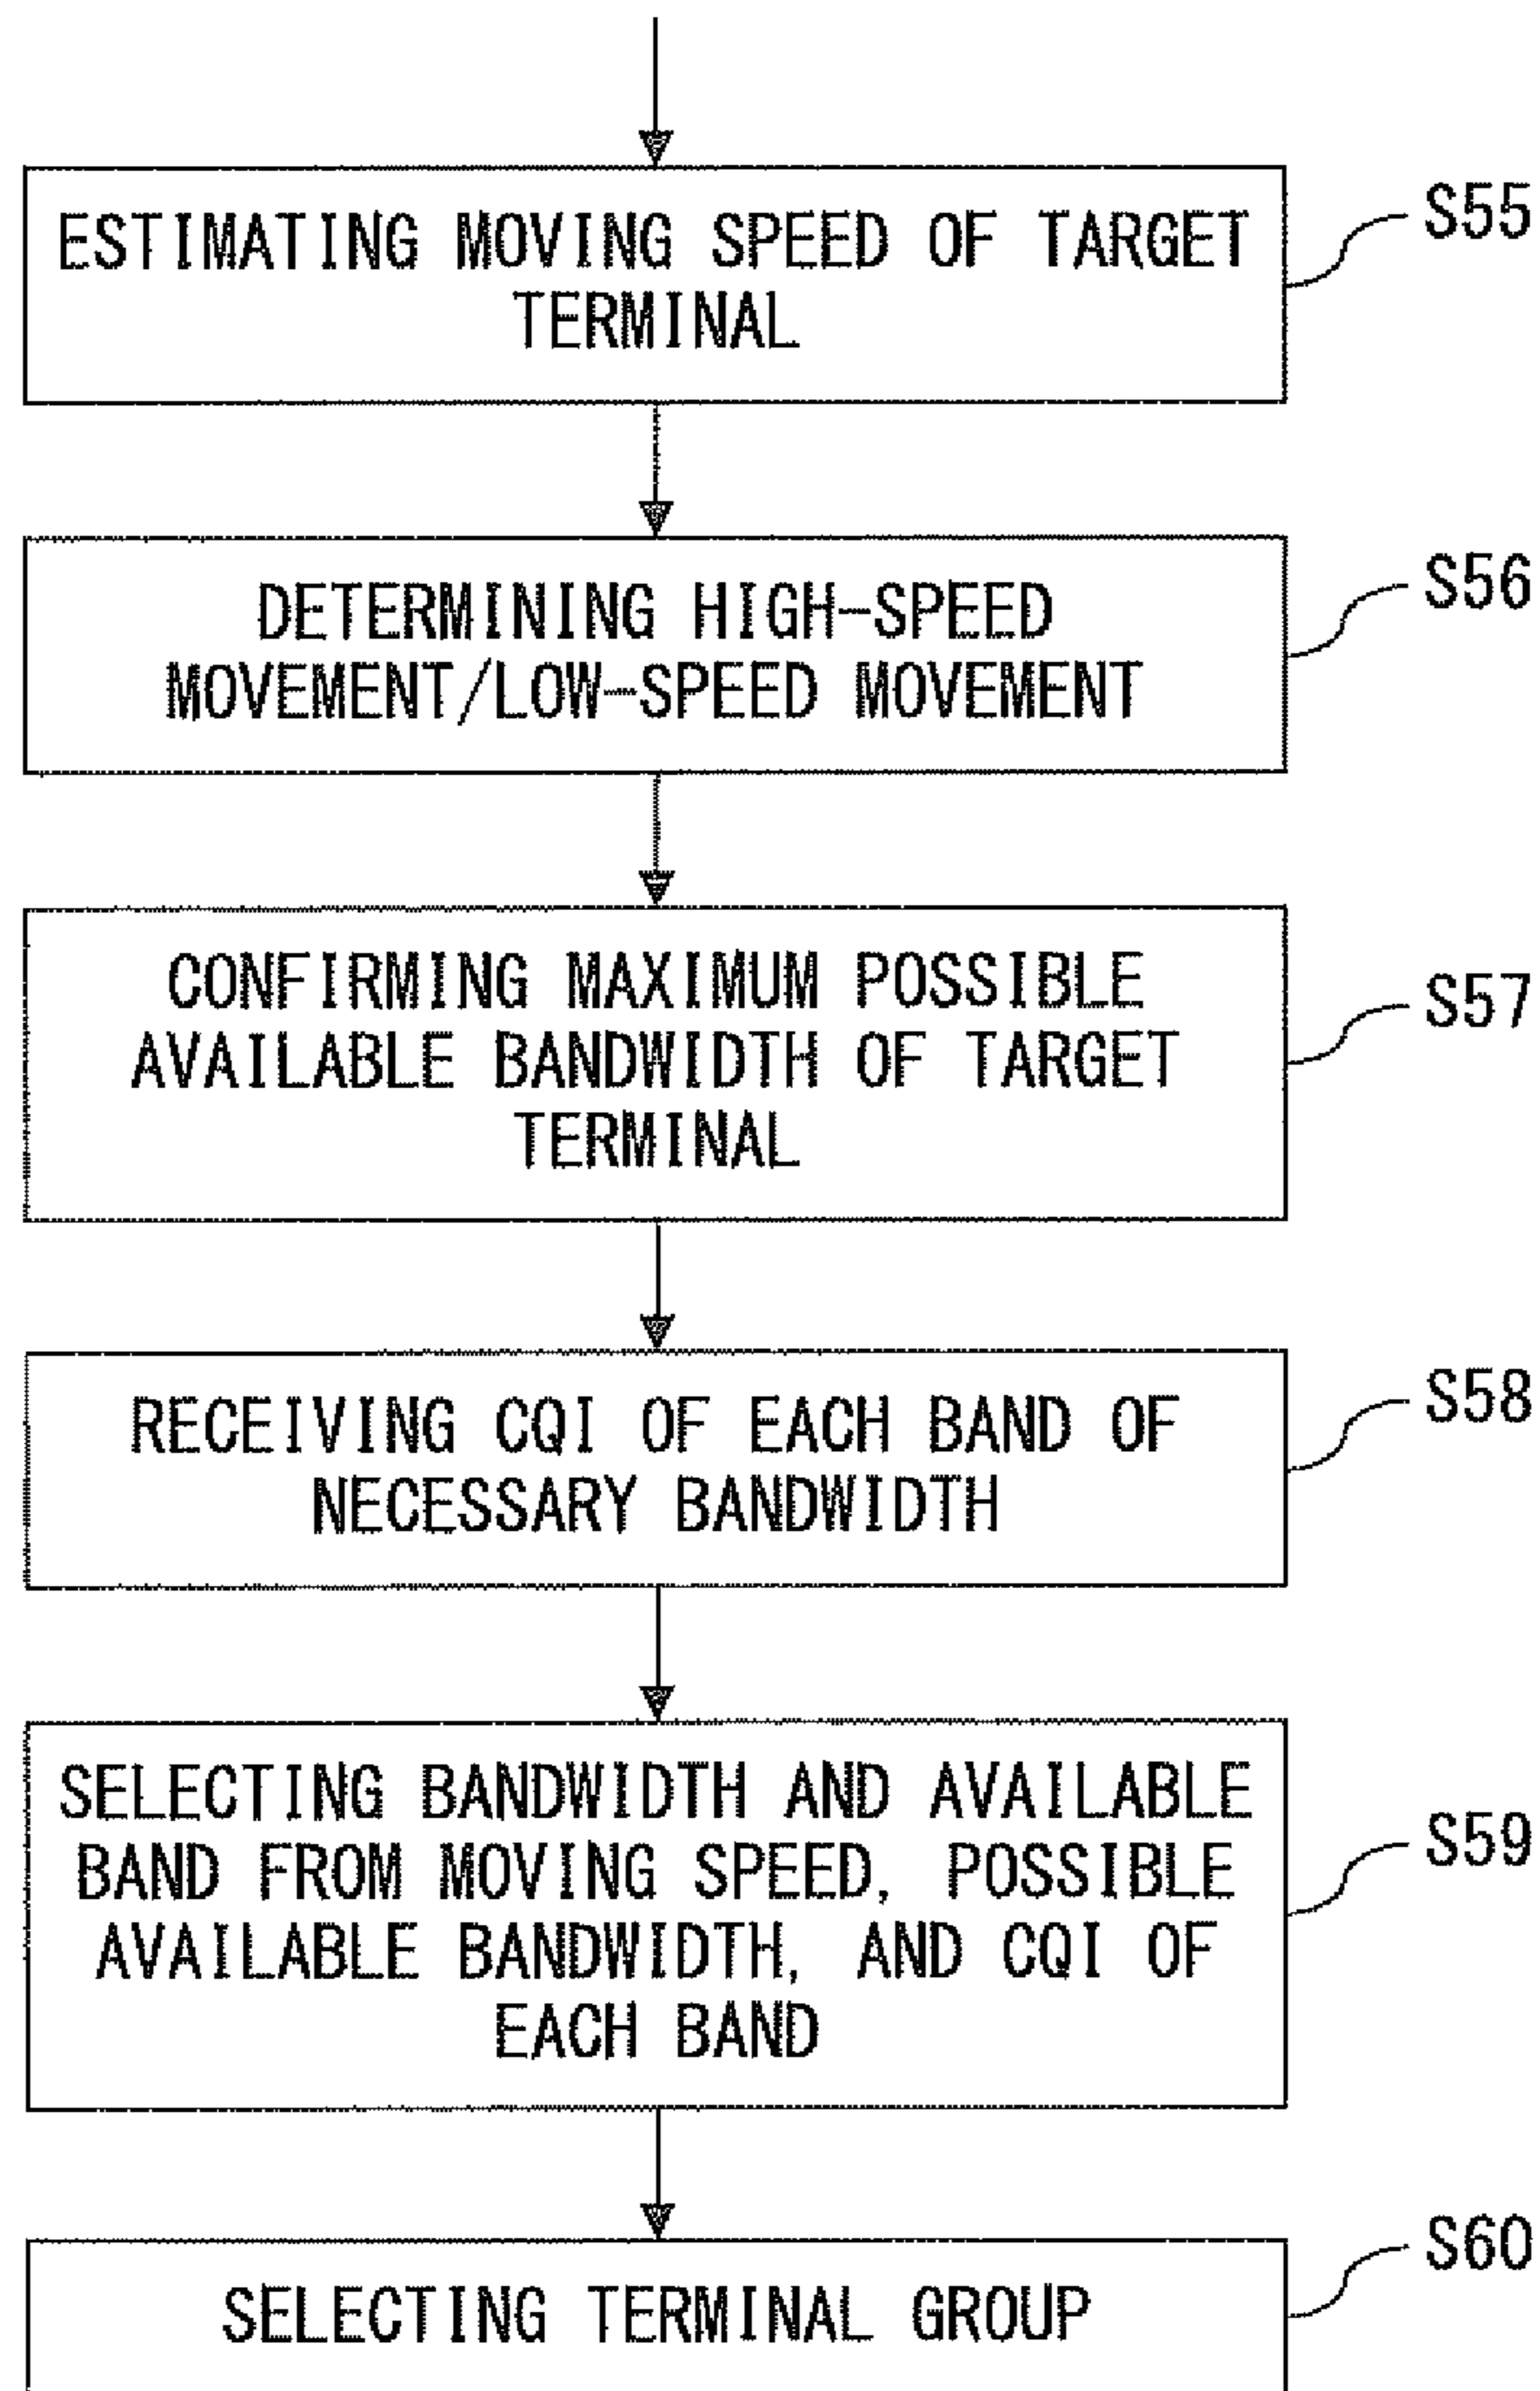 ESTIMATING MOVING SPEED OF TARGET
TERMINAL
S55
DETERMINING HIGH-SPEED
MOVEMENT/LOW-SPEED MOVEMENT
S56
CONFIRMING MAXIMUM POSSIBLE
AVAILABLE BANDWIDTH OF TARGET
TERMINAL
S57
RECEIVING CQI OF EACH BAND OF
NECESSARY BANDWIDTH
S58
SELECTING BANDWIDTH AND AVAILABLE
BAND FROM MOVING SPEED, POSSIBLE
AVAILABLE BANDWIDTH, AND CQI OF
EACH BAND
S59
SELECTING TERMINAL GROUP
S60